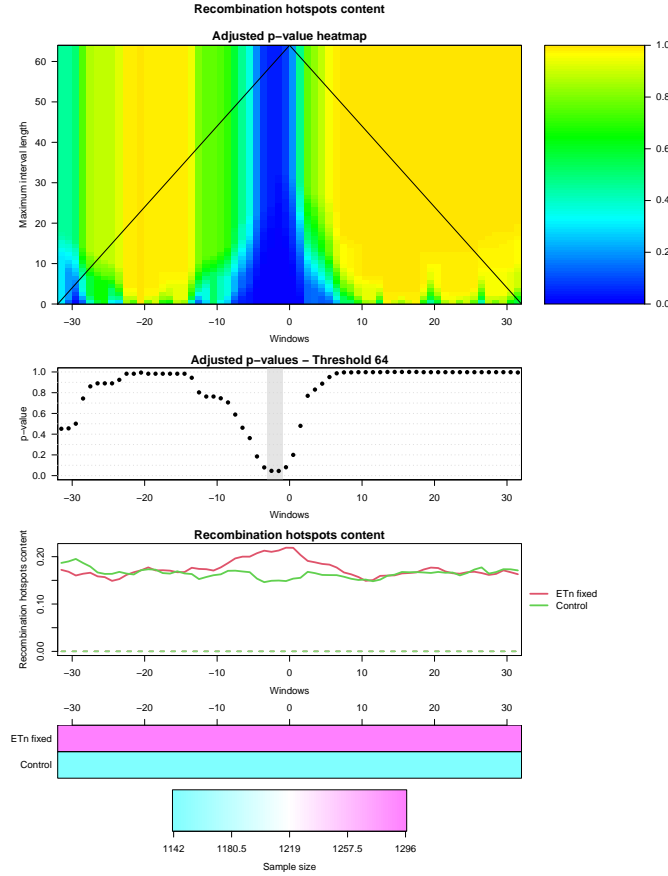 Recombination hotspots content
Adjusted p−value heatmap
Maximum interval length
0 10 20 30 40 50 60
−30 −20 −10 0 10 20 30
Windows
0.0 0.2 0.4 0.6 0.8 1.0
Adjusted p−values − Threshold 64
p−value
0.0 0.2 0.4 0.6 0.8 1.0
−30 −20 −10 0 10 20 30
Windows
Recombination hotspots content
Recombination hotspots content
0.00 0.10 0.20
−30 −20 −10 0 10 20 30
Windows
ETn fixed
Control
−30 −20 −10 0 10 20 30
ETn fixed
Control
1142 1180.5 1219 1257.5 1296
Sample size